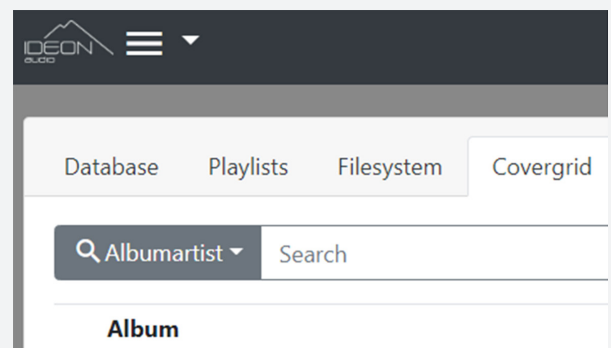 IDEON
audio
Database Playlists Filesystem Covergrid
Albumartist Search
Album